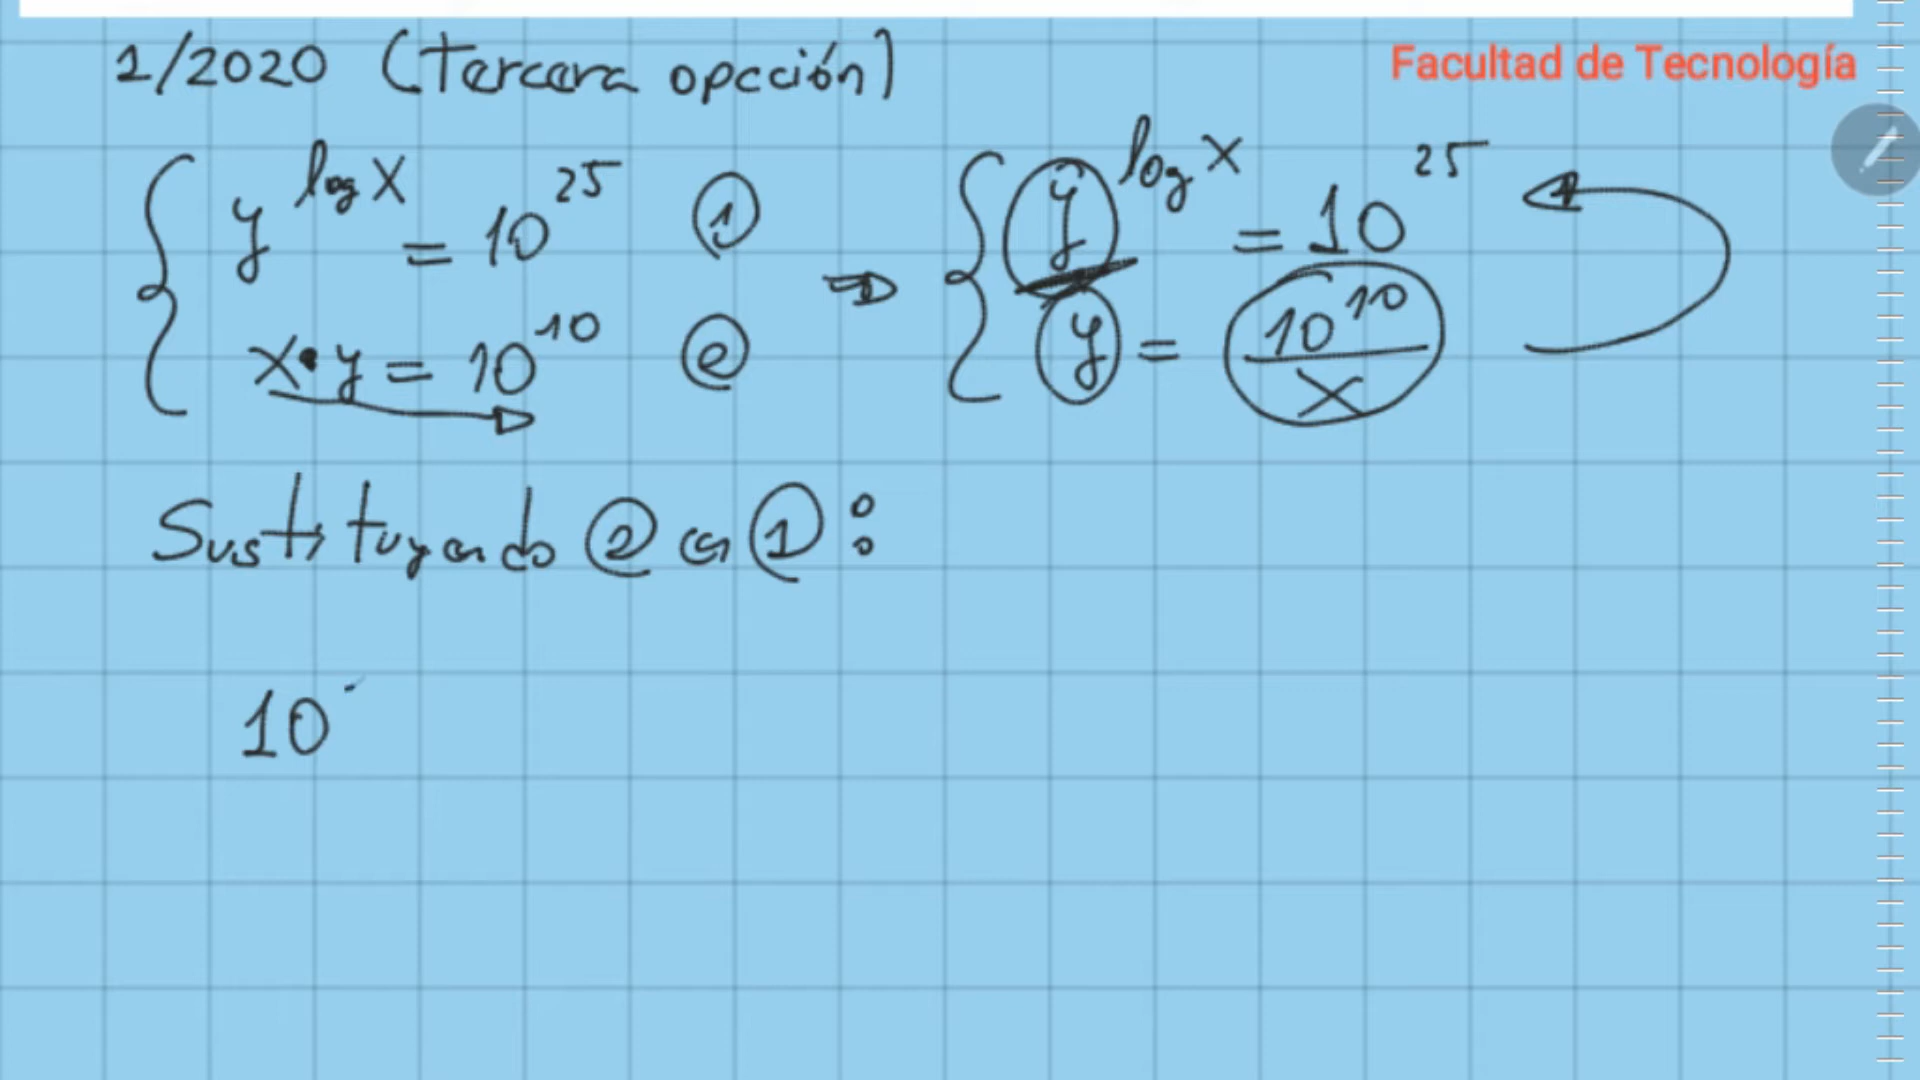 1/2020 (Tercera opción) Facultad de Tecnología
{ y^log x = 10^25 ① ⇒ { y^log x = 10^25
{ x·y = 10^10 ② ⇒ { y = 10^10/x
Sustituyendo ② en ① :
10